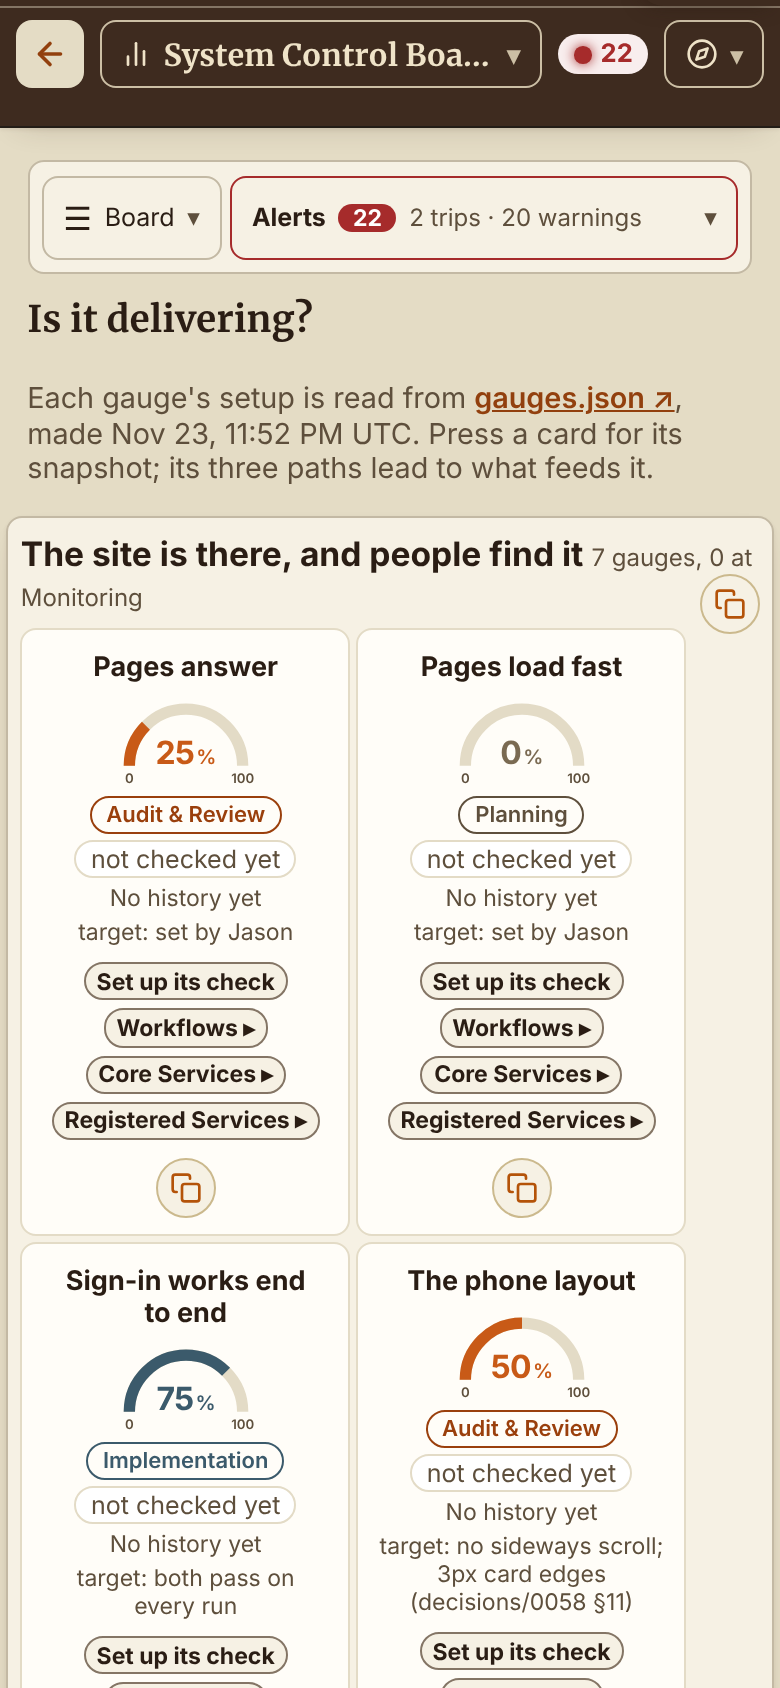 System Control Boa... ▾
22
▾
☰ Board ▾
Alerts 22 2 trips · 20 warnings ▾
Is it delivering?
Each gauge's setup is read from gauges.json ↗,
made Nov 23, 11:52 PM UTC. Press a card for its
snapshot; its three paths lead to what feeds it.
The site is there, and people find it 7 gauges, 0 at
Monitoring
Pages answer
25%
0 100
Audit & Review
not checked yet
No history yet
target: set by Jason
Set up its check
Workflows ▸
Core Services ▸
Registered Services ▸
Pages load fast
0%
0 100
Planning
not checked yet
No history yet
target: set by Jason
Set up its check
Workflows ▸
Core Services ▸
Registered Services ▸
Sign-in works end
to end
75%
0 100
Implementation
not checked yet
No history yet
target: both pass on
every run
Set up its check
The phone layout
50%
0 100
Audit & Review
not checked yet
No history yet
target: no sideways scroll;
3px card edges
(decisions/0058 §11)
Set up its check